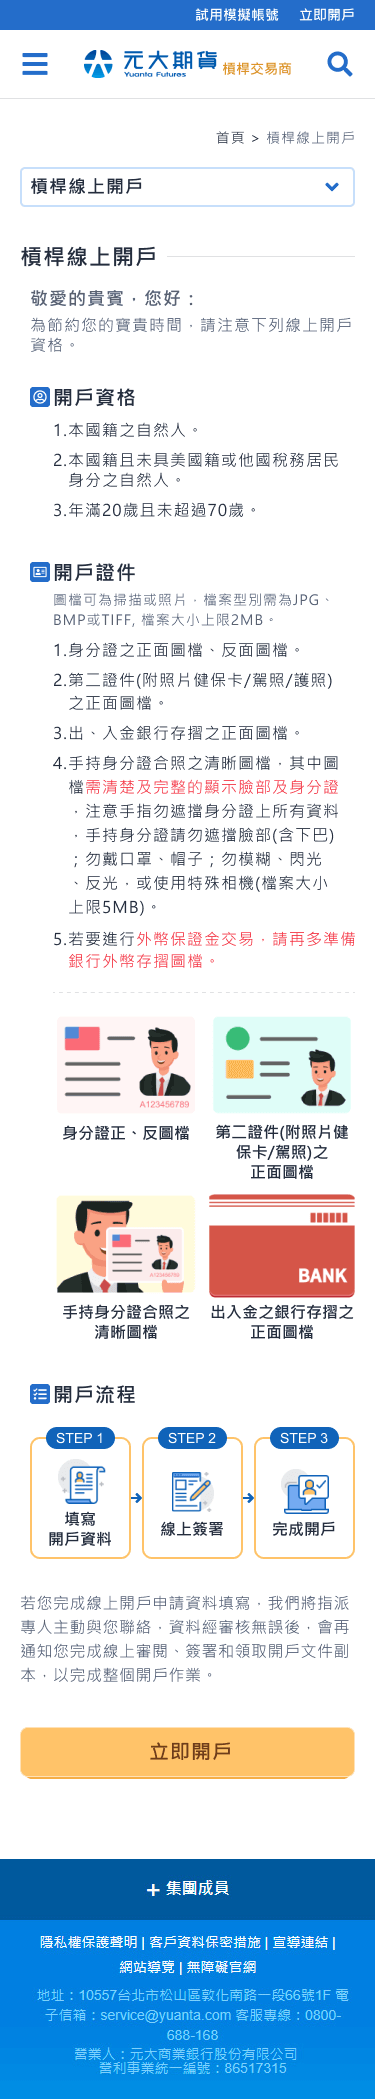 試用模擬帳號 立即開戶
元大期貨 槓桿交易商
Yuanta Futures
首頁 > 槓桿線上開戶
槓桿線上開戶
槓桿線上開戶
敬愛的貴賓，您好：
為節約您的寶貴時間，請注意下列線上開戶
資格。
開戶資格
1.本國籍之自然人。
2.本國籍且未具美國籍或他國稅務居民
身分之自然人。
3.年滿20歲且未超過70歲。
開戶證件
圖檔可為掃描或照片，檔案型別需為JPG、
BMP或TIFF, 檔案大小上限2MB。
1.身分證之正面圖檔、反面圖檔。
2.第二證件(附照片健保卡/駕照/護照)
之正面圖檔。
3.出、入金銀行存摺之正面圖檔。
4.手持身分證合照之清晰圖檔，其中圖
檔需清楚及完整的顯示臉部及身分證
，注意手指勿遮擋身分證上所有資料
，手持身分證請勿遮擋臉部(含下巴)
；勿戴口罩、帽子；勿模糊、閃光
、反光，或使用特殊相機(檔案大小
上限5MB)。
5.若要進行外幣保證金交易，請再多準備
銀行外幣存摺圖檔。
A123456789
身分證正、反圖檔
第二證件(附照片健
保卡/駕照)之
正面圖檔
A123456789
手持身分證合照之
清晰圖檔
BANK
出入金之銀行存摺之
正面圖檔
開戶流程
STEP 1
填寫
開戶資料
STEP 2
線上簽署
STEP 3
完成開戶
若您完成線上開戶申請資料填寫，我們將指派
專人主動與您聯絡，資料經審核無誤後，會再
通知您完成線上審閱、簽署和領取開戶文件副
本，以完成整個開戶作業。
立即開戶
+ 集團成員
隱私權保護聲明 | 客戶資料保密措施 | 宣導連結 |
網站導覽 | 無障礙官網
地址：10557台北市松山區敦化南路一段66號1F 電
子信箱：service@yuanta.com 客服專線：0800-
688-168
營業人：元大商業銀行股份有限公司
營利事業統一編號：86517315